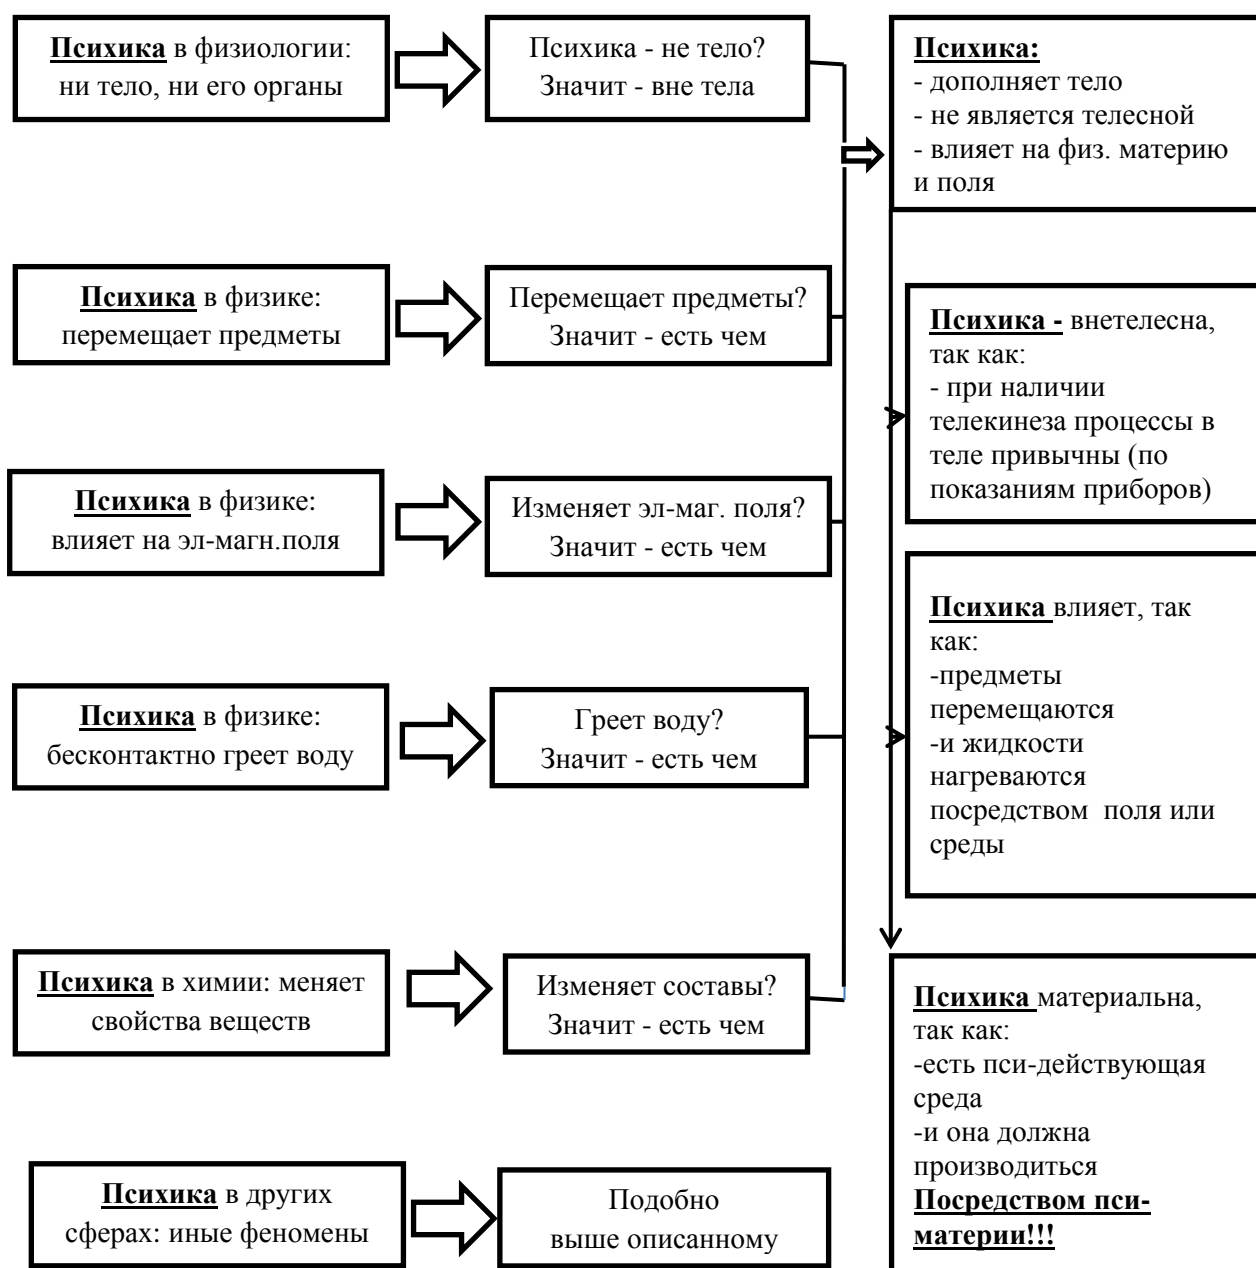 Психика в физиологии:
ни тело, ни его органы
Психика - не тело?
Значит - вне тела
Психика:
- дополняет тело
- не является телесной
- влияет на физ. материю
и поля
Психика в физике:
перемещает предметы
Перемещает предметы?
Значит - есть чем
Психика - внетелесна,
так как:
- при наличии
телекинеза процессы в
теле привычны (по
показаниям приборов)
Психика в физике:
влияет на эл-магн.поля
Изменяет эл-маг. поля?
Значит - есть чем
Психика влияет, так
как:
-предметы
перемещаются
-и жидкости
нагреваются
посредством поля или
среды
Психика в физике:
бесконтактно греет воду
Греет воду?
Значит - есть чем
Психика в химии: меняет
свойства веществ
Изменяет составы?
Значит - есть чем
Психика материальна,
так как:
-есть пси-действующая
среда
-и она должна
производиться
Посредством пси-
материи!!!
Психика в других
сферах: иные феномены
Подобно
выше описанному